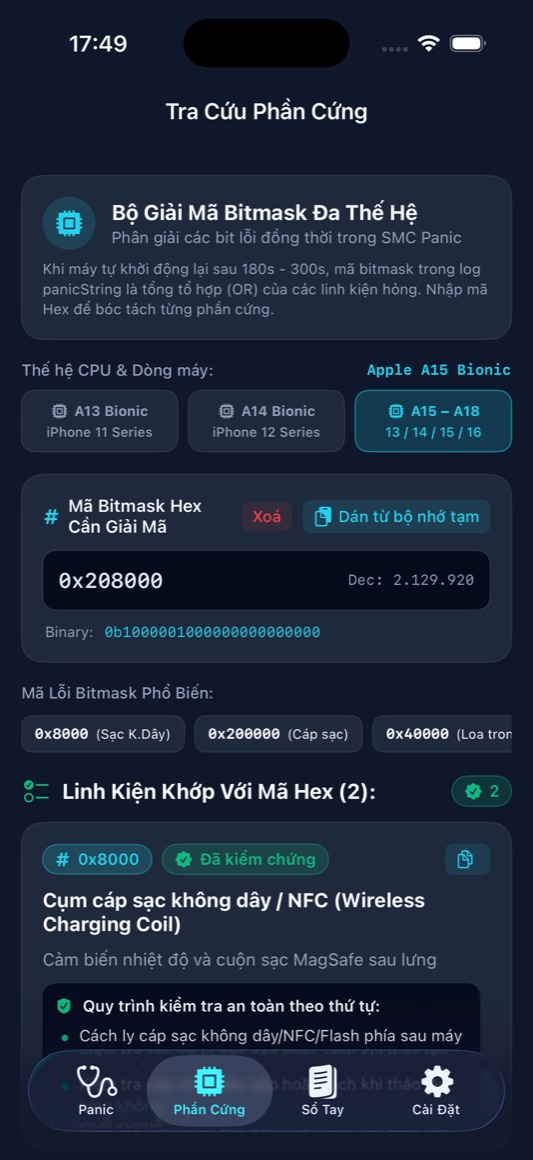 17:49
Tra Cứu Phần Cứng
Bộ Giải Mã Bitmask Đa Thế Hệ
Phân giải các bit lỗi đồng thời trong SMC Panic
Khi máy tự khởi động lại sau 180s - 300s, mã bitmask trong log
panicString là tổng tổ hợp (OR) của các linh kiện hỏng. Nhập mã
Hex để bóc tách từng phần cứng.
Thế hệ CPU & Dòng máy:
Apple A15 Bionic
A13 Bionic
iPhone 11 Series
A14 Bionic
iPhone 12 Series
A15 – A18
13 / 14 / 15 / 16
# Mã Bitmask Hex
Cần Giải Mã
Xoá
Dán từ bộ nhớ tạm
0x208000
Dec: 2.129.920
Binary: 0b1000001000000000000000
Mã Lỗi Bitmask Phổ Biến:
0x8000 (Sạc K.Dây)
0x200000 (Cáp sạc)
0x40000 (Loa tron
Linh Kiện Khớp Với Mã Hex (2):
2
# 0x8000
Đã kiểm chứng
Cụm cáp sạc không dây / NFC (Wireless
Charging Coil)
Cảm biến nhiệt độ và cuộn sạc MagSafe sau lưng
Quy trình kiểm tra an toàn theo thứ tự:
Cách ly cáp sạc không dây/NFC/Flash phía sau máy
Panic
Phần Cứng
Sổ Tay
Cài Đặt